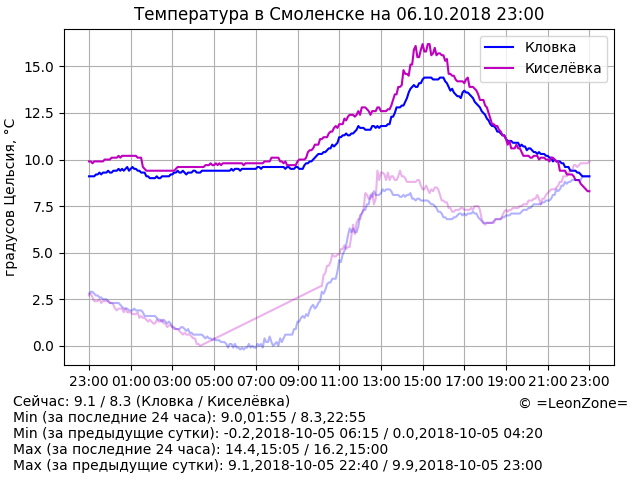 Температура в Смоленске на 06.10.2018 23:00
Кловка
Киселёвка
градусов Цельсия, °C
15.0
12.5
10.0
7.5
5.0
2.5
0.0
23:00 01:00 03:00 05:00 07:00 09:00 11:00 13:00 15:00 17:00 19:00 21:00 23:00
Сейчас: 9.1 / 8.3 (Кловка / Киселёвка)
© =LeonZone=
Min (за последние 24 часа): 9.0,01:55 / 8.3,22:55
Min (за предыдущие сутки): -0.2,2018-10-05 06:15 / 0.0,2018-10-05 04:20
Max (за последние 24 часа): 14.4,15:05 / 16.2,15:00
Max (за предыдущие сутки): 9.1,2018-10-05 22:40 / 9.9,2018-10-05 23:00